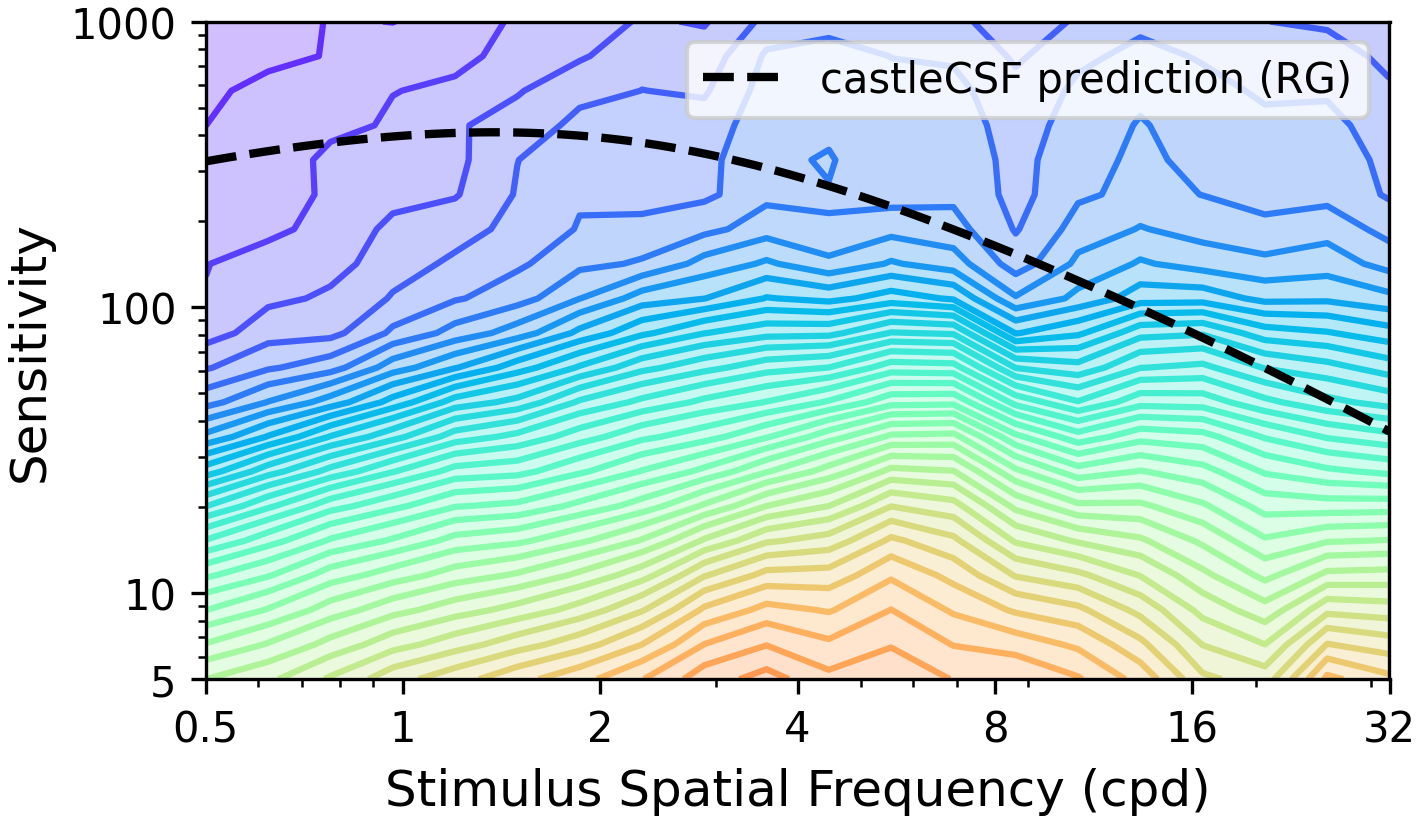 1000
100
10
5
Sensitivity
castleCSF prediction (RG)
0.5 1 2 4 8 16 32
Stimulus Spatial Frequency (cpd)